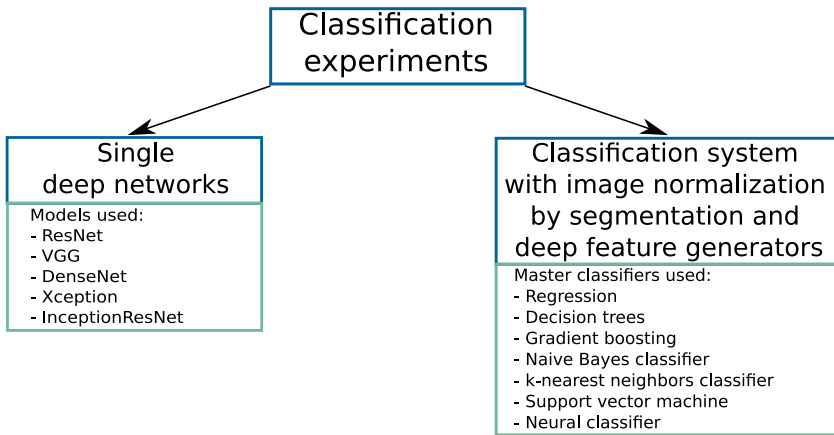 Classification
experiments
Single
deep networks
Models used:
- ResNet
- VGG
- DenseNet
- Xception
- InceptionResNet
Classification system
with image normalization
by segmentation and
deep feature generators
Master classifiers used:
- Regression
- Decision trees
- Gradient boosting
- Naive Bayes classifier
- k-nearest neighbors classifier
- Support vector machine
- Neural classifier